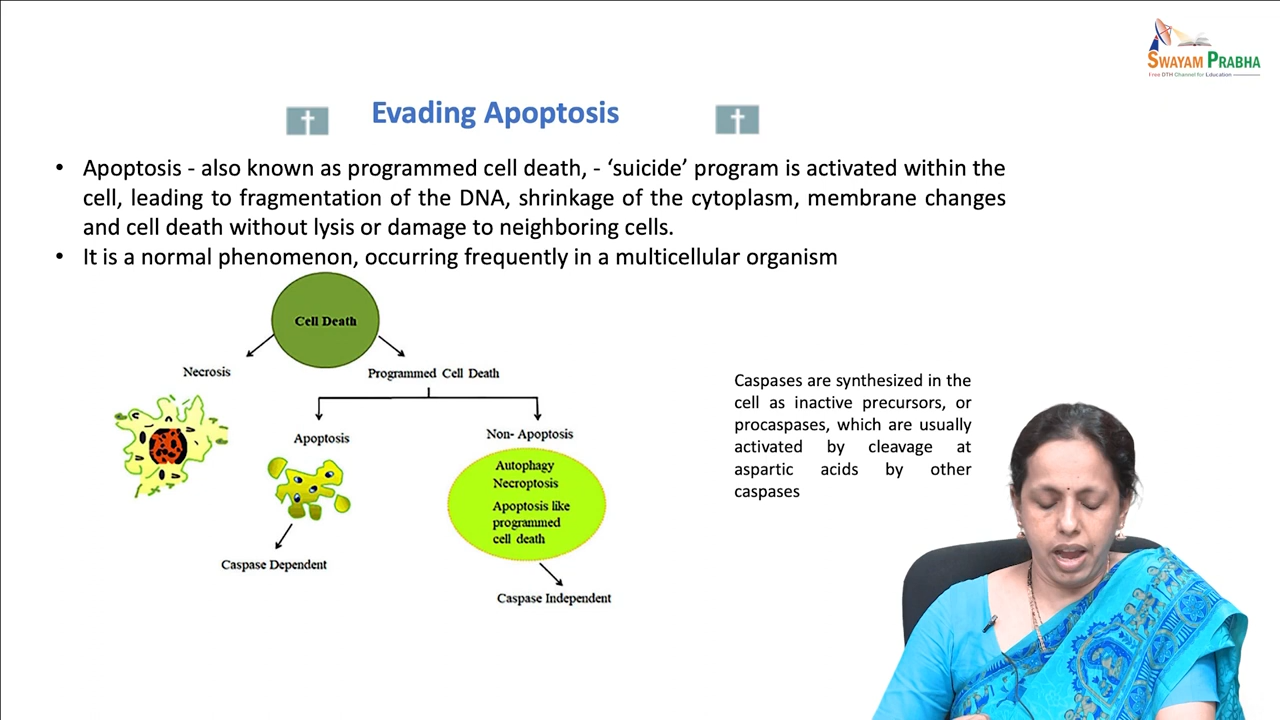 SWAYAM PRABHA
Free DTH Channel for Education
Evading Apoptosis
• Apoptosis - also known as programmed cell death, - ‘suicide’ program is activated within the
cell, leading to fragmentation of the DNA, shrinkage of the cytoplasm, membrane changes
and cell death without lysis or damage to neighboring cells.
• It is a normal phenomenon, occurring frequently in a multicellular organism
Cell Death
Necrosis
Programmed Cell Death
Apoptosis
Non- Apoptosis
Autophagy
Necroptosis
Apoptosis like
programmed
cell death
Caspase Dependent
Caspase Independent
Caspases are synthesized in the
cell as inactive precursors, or
procaspases, which are usually
activated by cleavage at
aspartic acids by other
caspases